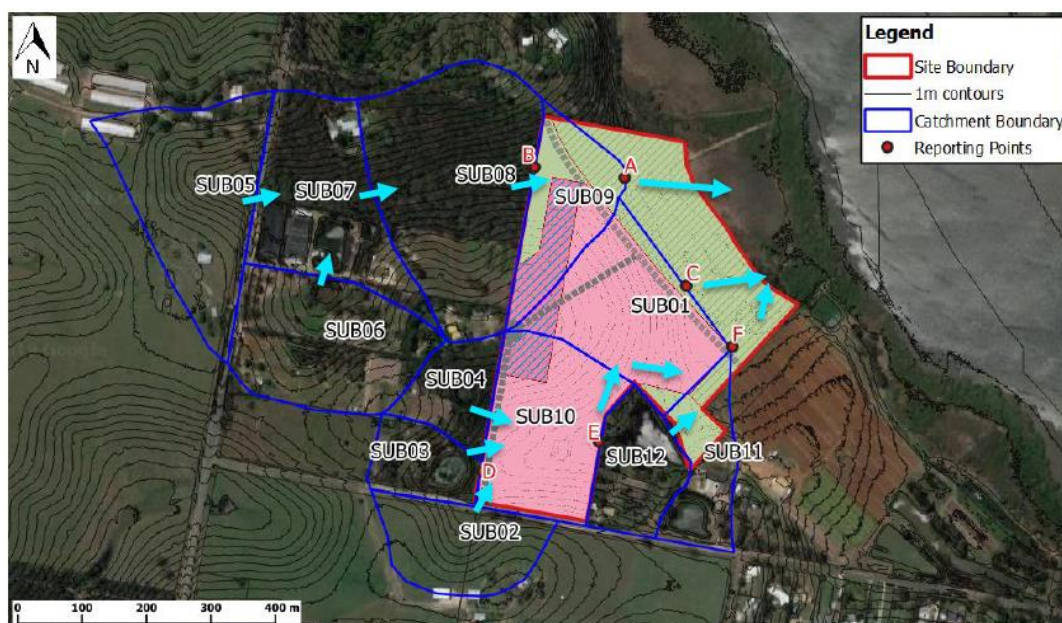 N
Legend
Site Boundary
1m contours
Catchment Boundary
Reporting Points
B
A
SUB05
SUB07
SUB08
SUB09
C
SUB01
F
SUB06
SUB04
SUB10
E
SUB03
SUB12
SUB11
D
SUB02
0 100 200 300 400 m